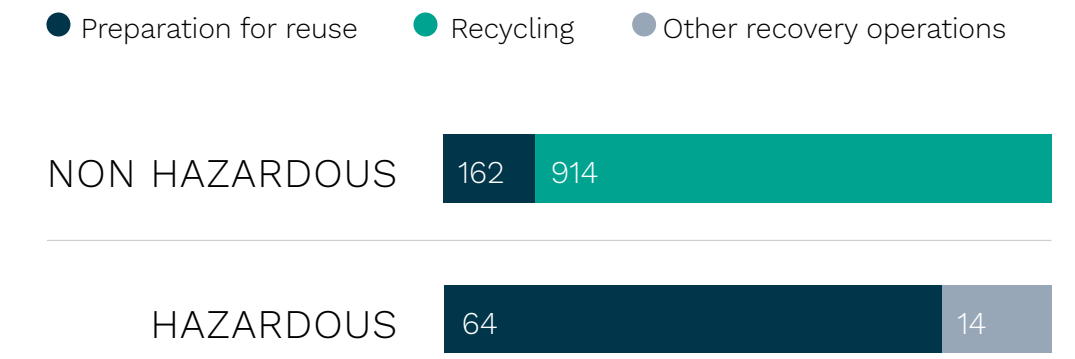 Preparation for reuse Recycling Other recovery operations
NON HAZARDOUS 162 914
HAZARDOUS 64 14